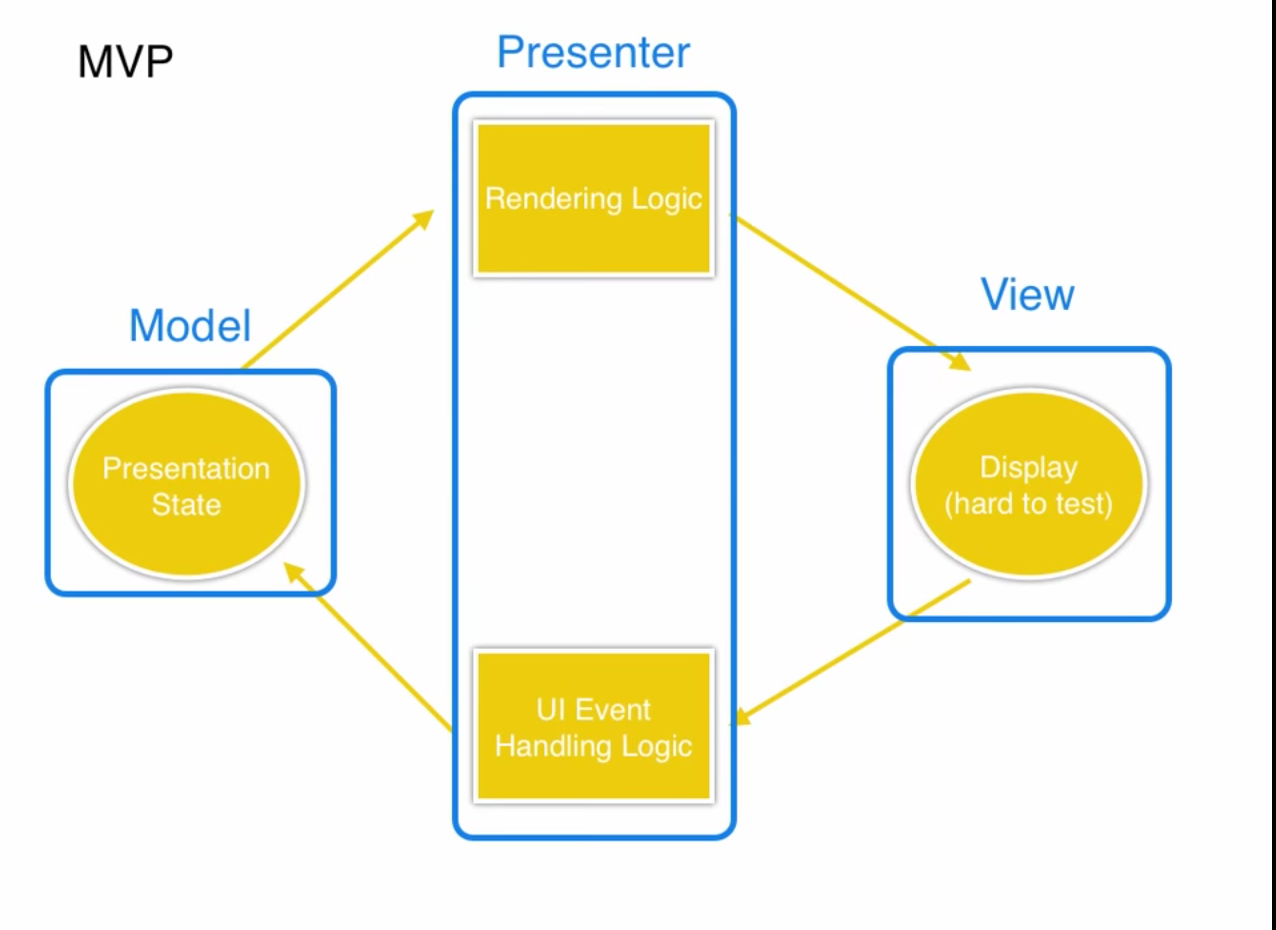 MVP
Presenter
Rendering Logic
Model
View
Presentation
State
Display
(hard to test)
UI Event
Handling Logic